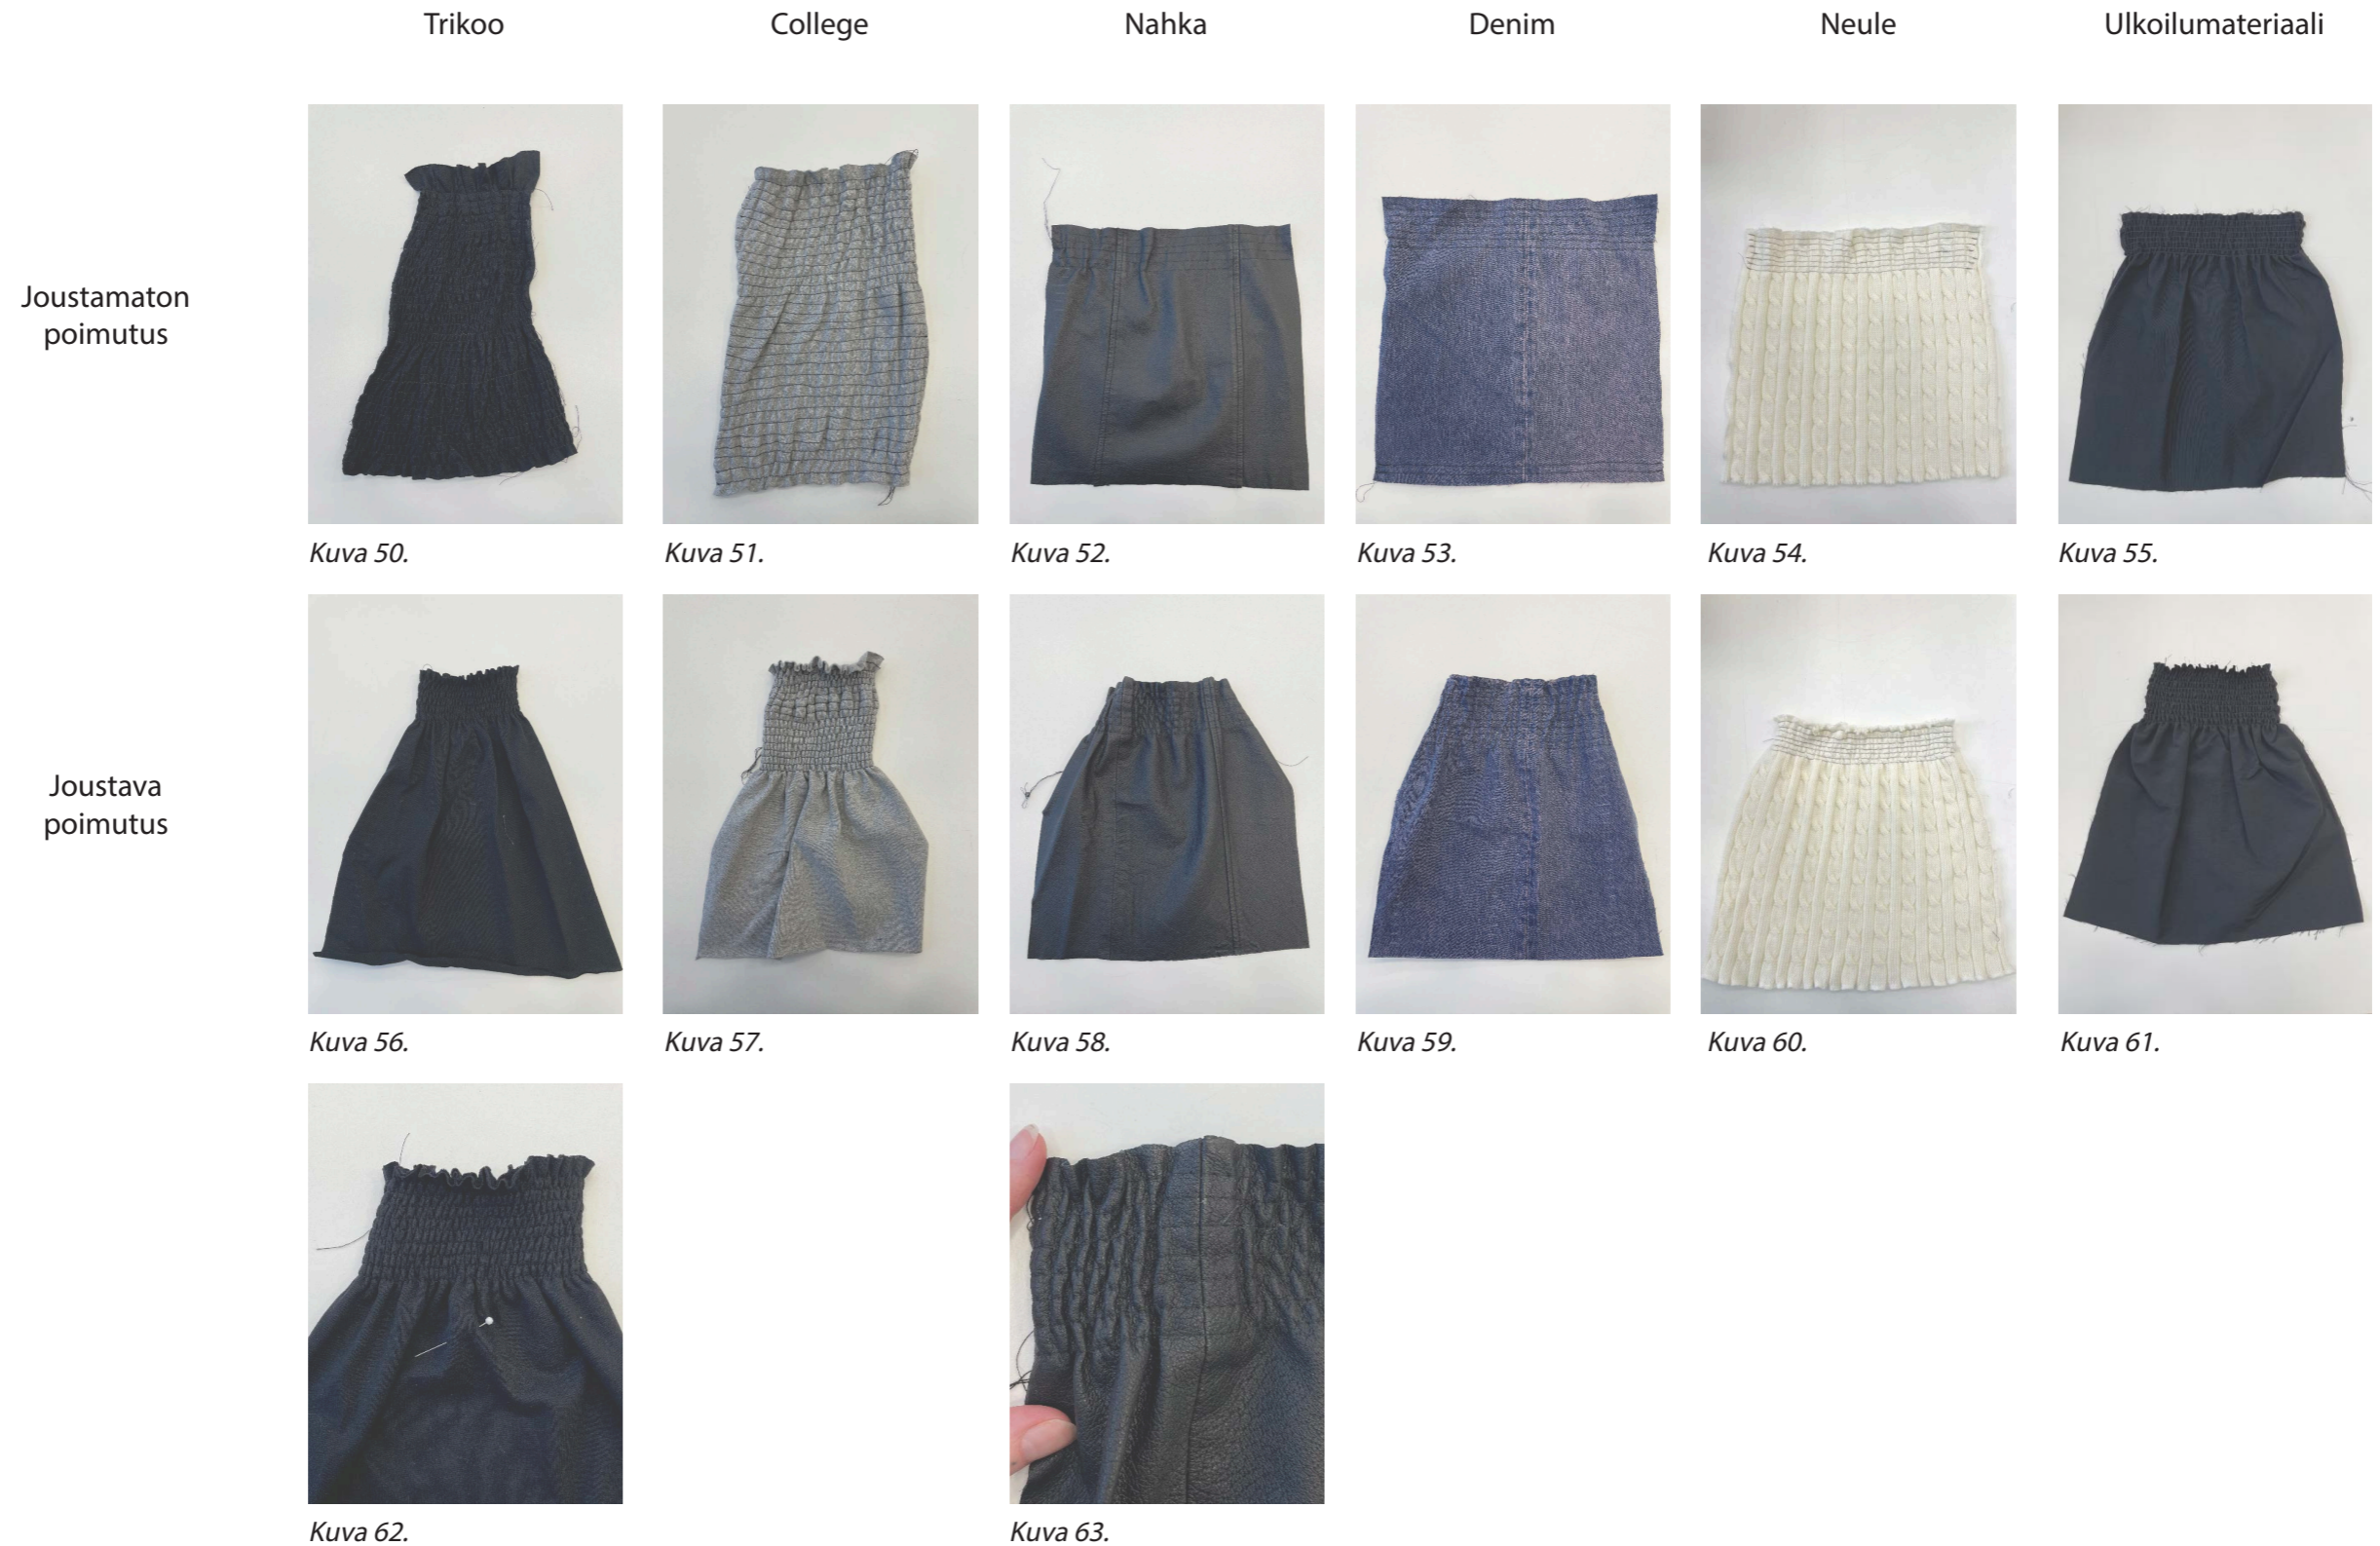 Trikoo
College
Nahka
Denim
Neule
Ulkoilumateriaali
Joustamaton
poimutus
Kuva 50.
Kuva 51.
Kuva 52.
Kuva 53.
Kuva 54.
Kuva 55.
Joustava
poimutus
Kuva 56.
Kuva 57.
Kuva 58.
Kuva 59.
Kuva 60.
Kuva 61.
Kuva 62.
Kuva 63.